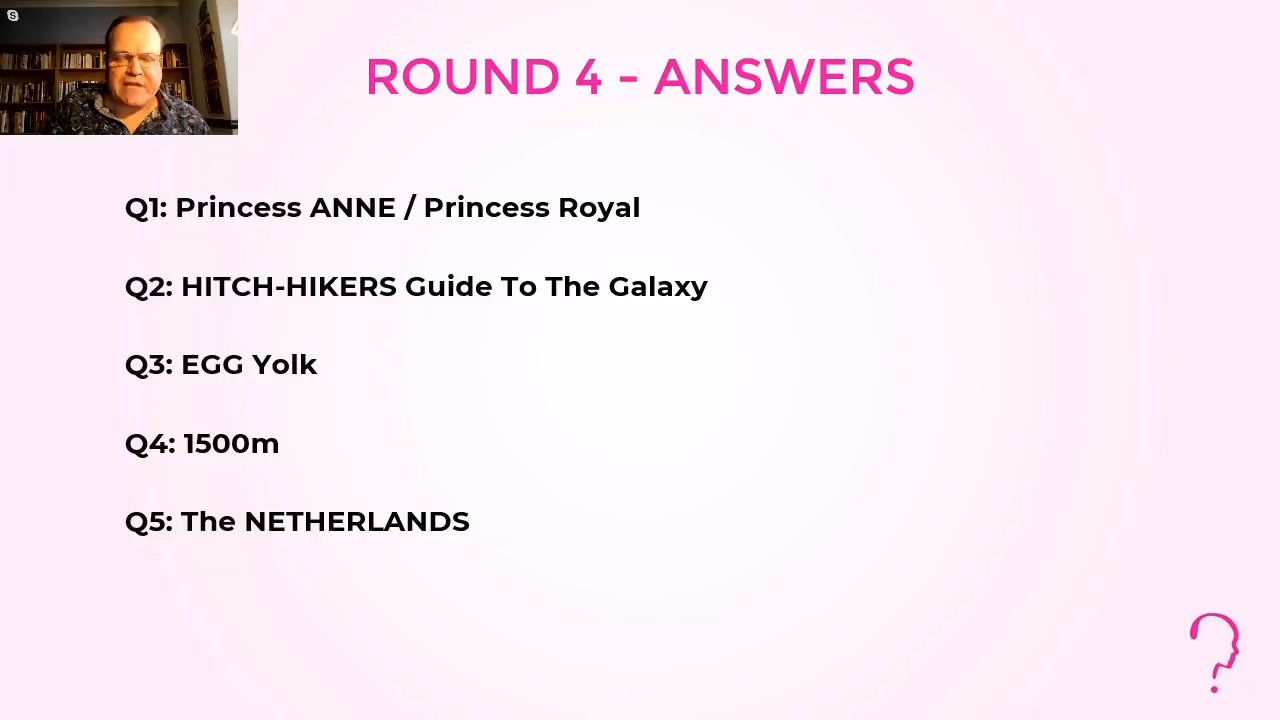 ROUND 4 - ANSWERS
Q1: Princess ANNE / Princess Royal
Q2: HITCH-HIKERS Guide To The Galaxy
Q3: EGG Yolk
Q4: 1500m
Q5: The NETHERLANDS